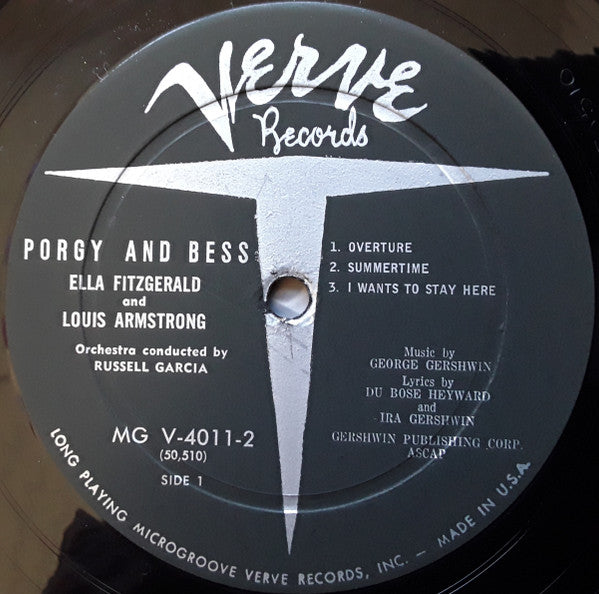 Verve
Records
PORGY AND BESS
ELLA FITZGERALD
and
LOUIS ARMSTRONG
Orchestra conducted by
RUSSELL GARCIA
MG V-4011-2
(50,510)
SIDE 1
1. OVERTURE
2. SUMMERTIME
3. I WANTS TO STAY HERE
Music by
GEORGE GERSHWIN
Lyrics by
DU BOSE HEYWARD
and
IRA GERSHWIN
GERSHWIN PUBLISHING CORP.
ASCAP
LONG PLAYING MICROGROOVE VERVE RECORDS, INC. — MADE IN U.S.A.